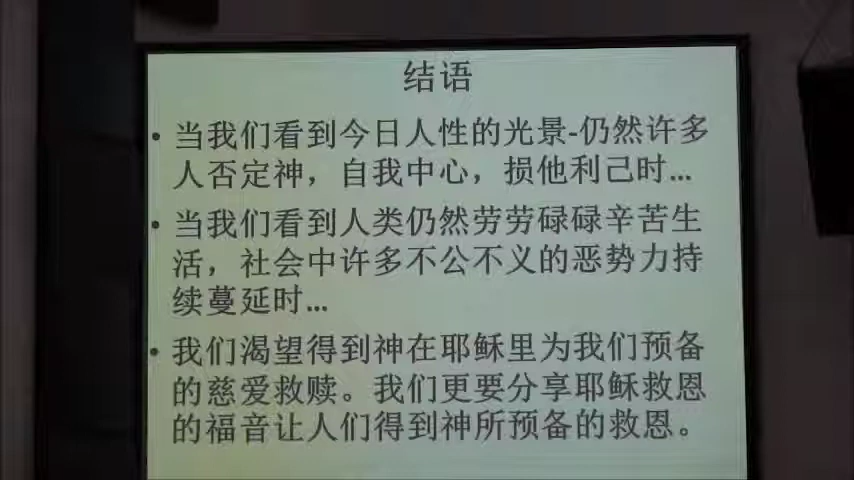 结语
• 当我们看到今日人性的光景-仍然许多
人否定神，自我中心，损他利己时...
• 当我们看到人类仍然劳劳碌碌辛苦生
活，社会中许多不公不义的恶势力持
续蔓延时...
• 我们渴望得到神在耶稣里为我们预备
的慈爱救赎。我们更要分享耶稣救恩
的福音让人们得到神所预备的救恩。